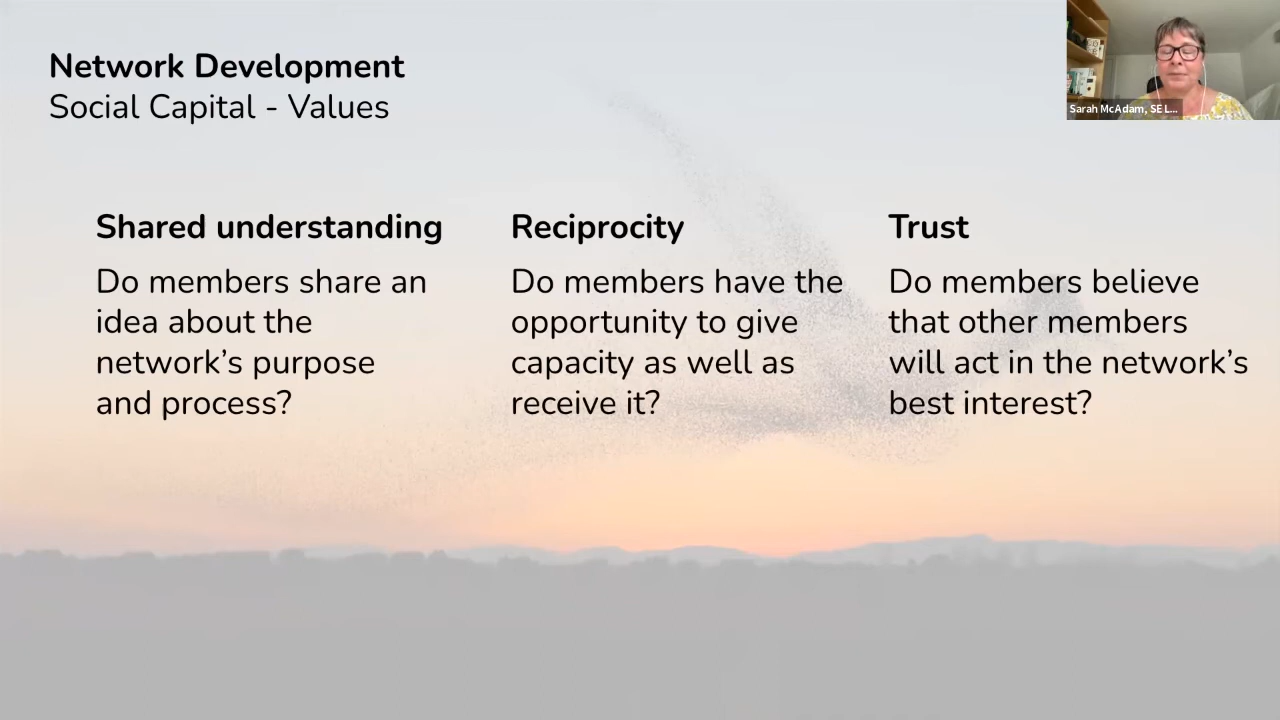 Network Development
Social Capital - Values
Sarah McAdam, SE L...
Shared understanding
Do members share an
idea about the
network’s purpose
and process?
Reciprocity
Do members have the
opportunity to give
capacity as well as
receive it?
Trust
Do members believe
that other members
will act in the network’s
best interest?